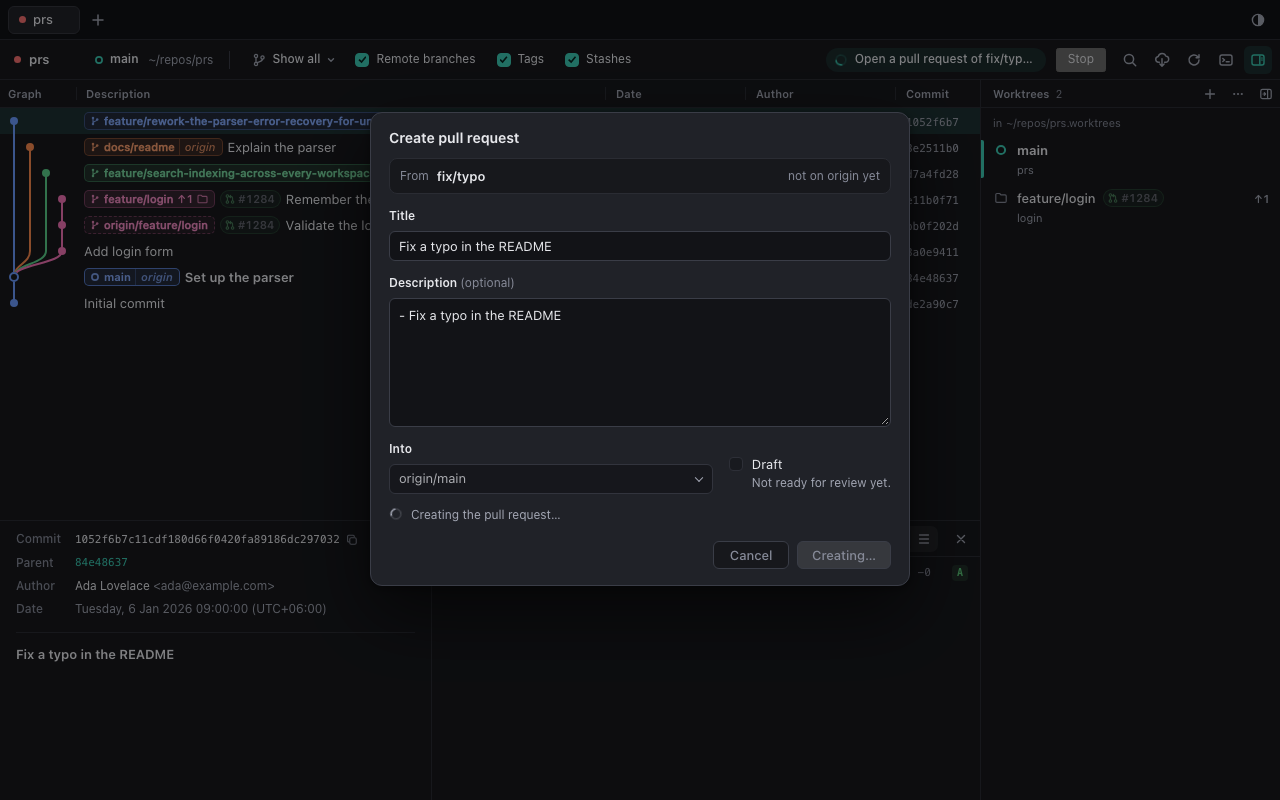 prs
prs
main ~/repos/prs
Show all
Remote branches
Tags
Stashes
Open a pull request of fix/typ...
Stop
Graph
Description
Date
Author
Commit
Worktrees 2
feature/rework-the-parser-error-recovery-for-un
1052f6b7
docs/readme origin Explain the parser
3e2511b0
feature/search-indexing-across-every-workspac
d7a4fd28
feature/login ↑1 #1284 Remember the
e11b0f71
origin/feature/login #1284 Validate the lo
bb0f202d
Add login form
3a0e9411
main origin Set up the parser
84e48637
Initial commit
de2a90c7
in ~/repos/prs.worktrees
main
prs
feature/login #1284 ↑1
login
Create pull request
From fix/typo
not on origin yet
Title
Fix a typo in the README
Description (optional)
- Fix a typo in the README
Into
origin/main
Draft
Not ready for review yet.
Creating the pull request...
Cancel
Creating...
Commit 1052f6b7c11cdf180d66f0420fa89186dc297032
Parent 84e48637
Author Ada Lovelace <ada@example.com>
Date Tuesday, 6 Jan 2026 09:00:00 (UTC+06:00)
Fix a typo in the README
−0 A